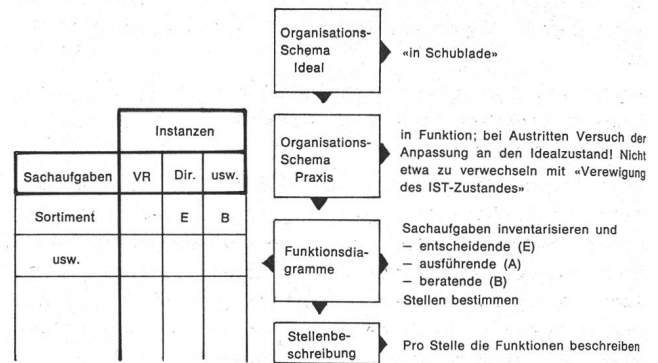 Organisations-
Schema
Ideal
«in Schublade»
Organisations-
Schema
Praxis
in Funktion; bei Austritten Versuch der
Anpassung an den Idealzustand! Nicht
etwa zu verwechseln mit «Verewigung
des IST-Zustandes»
Instanzen
Sachaufgaben VR Dir. usw.
Sortiment E B
usw.
Funktionsdia-
gramme
Sachaufgaben inventarisieren und
— entscheidende (E)
— ausführende (A)
— beratende (B)
Stellen bestimmen
Stellenbe-
schreibung
Pro Stelle die Funktionen beschreiben